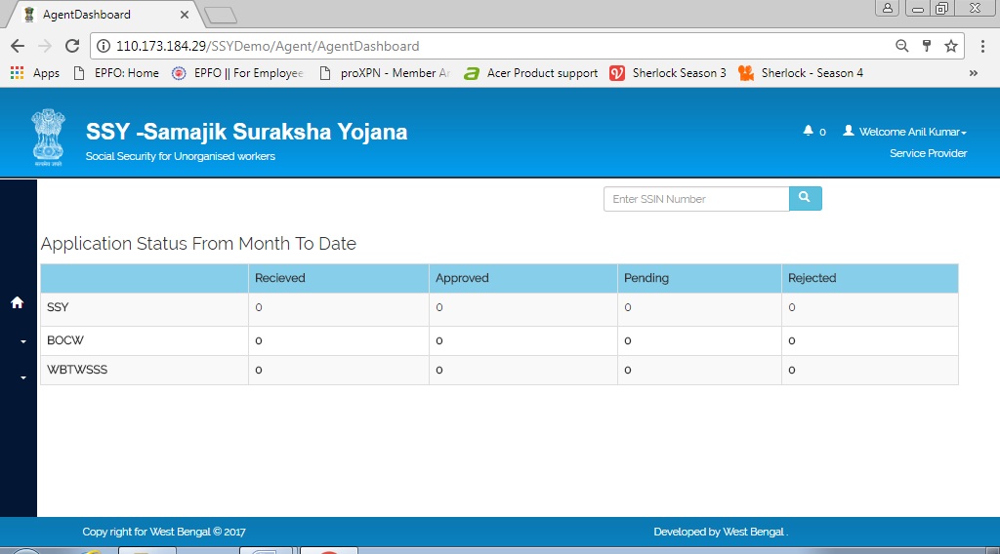 AgentDashboard
110.173.184.29/SSYDemo/Agent/AgentDashboard
Apps EPFO: Home EPFO || For Employee proXPN - Member Ar Acer Product support Sherlock Season 3 Sherlock - Season 4 »
SSY -Samajik Suraksha Yojana
Social Security for Unorganised workers
0 Welcome Anil Kumar
Service Provider
Enter SSIN Number
Application Status From Month To Date
Recieved Approved Pending Rejected
SSY 0 0 0 0
BOCW 0 0 0 0
WBTWSSS 0 0 0 0
Copy right for West Bengal © 2017 Developed by West Bengal .